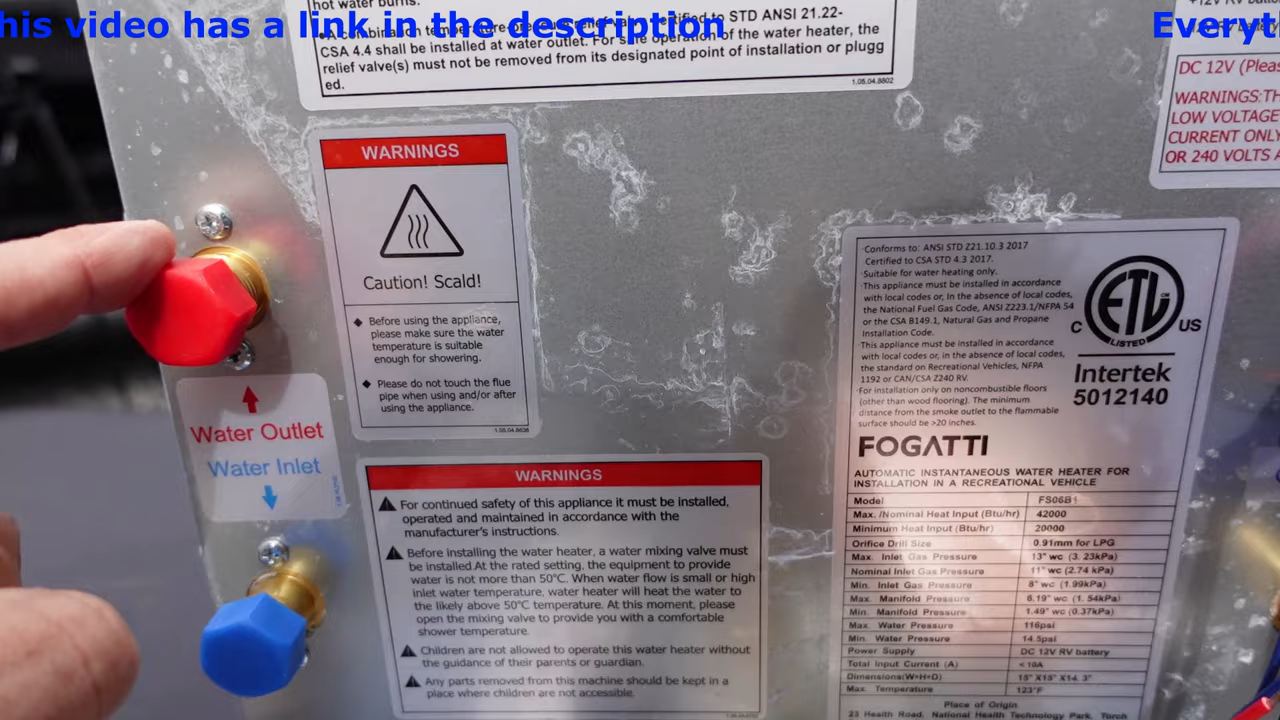 hot water burns.
his video has a link in the description
Everyt
CSA 4.4 shall be installed at water outlet. For safe operation of the water heater, the
relief valve(s) must not be removed from its designated point of installation or plugg
ed.
1.05.04.8802
DC 12V (Pleas
WARNINGS:TH
LOW VOLTAGE
CURRENT ONLY
OR 240 VOLTS A
WARNINGS
Caution! Scald!
Before using the appliance,
please make sure the water
temperature is suitable
enough for showering.
Please do not touch the flue
pipe when using and/or after
using the appliance.
1.05.04.8636
Water Outlet
Water Inlet
WARNINGS
For continued safety of this appliance it must be installed,
operated and maintained in accordance with the
manufacturer's instructions.
Before installing the water heater, a water mixing valve must
be installed.At the rated setting, the equipment to provide
water is not more than 50°C. When water flow is small or high
inlet water temperature, water heater will heat the water to
the likely above 50°C temperature. At this moment, please
open the mixing valve to provide you with a comfortable
shower temperature.
Children are not allowed to operate this water heater without
the guidance of their parents or guardian.
Any parts removed from this machine should be kept in a
place where children are not accessible.
·Conforms to: ANSI STD Z21.10.3 2017
Certified to CSA STD 4.3 2017.
·Suitable for water heating only.
·This appliance must be installed in accordance
with local codes or, In the absence of local codes,
the National Fuel Gas Code, ANSI Z223.1/NFPA 54
or the CSA B149.1, Natural Gas and Propane
Installation Code.
·This appliance must be installed in accordance
with local codes, or, in the absence of local codes,
the standard on Recreational Vehicles, NFPA
1192 or CAN/CSA Z240 RV.
·For installation only on noncombustible floors
(other than wood flooring). The minimum
distance from the smoke outlet to the flammable
surface should be >20 inches.
ETL
CM
C US
LISTED
Intertek
5012140
FOGATTI
AUTOMATIC INSTANTANEOUS WATER HEATER FOR
INSTALLATION IN A RECREATIONAL VEHICLE
Model FS06B
Max. /Nominal Heat Input (Btu/hr) 42000
Minimum Heat Input (Btu/hr) 20000
Orifice Drill Size 0.91mm for LPG
Max. Inlet Gas Pressure 13" wc (3. 23kPa)
Nominal Inlet Gas Pressure 11" wc (2.74 kPa)
Min. Inlet Gas Pressure 8" wc (1.99kPa)
Max. Manifold Pressure 6.19" wc (1. 54kPa)
Min. Manifold Pressure 1.49" wc (0.37kPa)
Max. Water Pressure 116psi
Min. Water Pressure 14.5psi
Power Supply DC 12V RV battery
Total Input Current (A) <10A
Dimensions(W×H×D) 15" X15" X14. 3"
Max. Temperature 123°F
Place of Origin
23 Health Road, National Health Technology Park, Torch